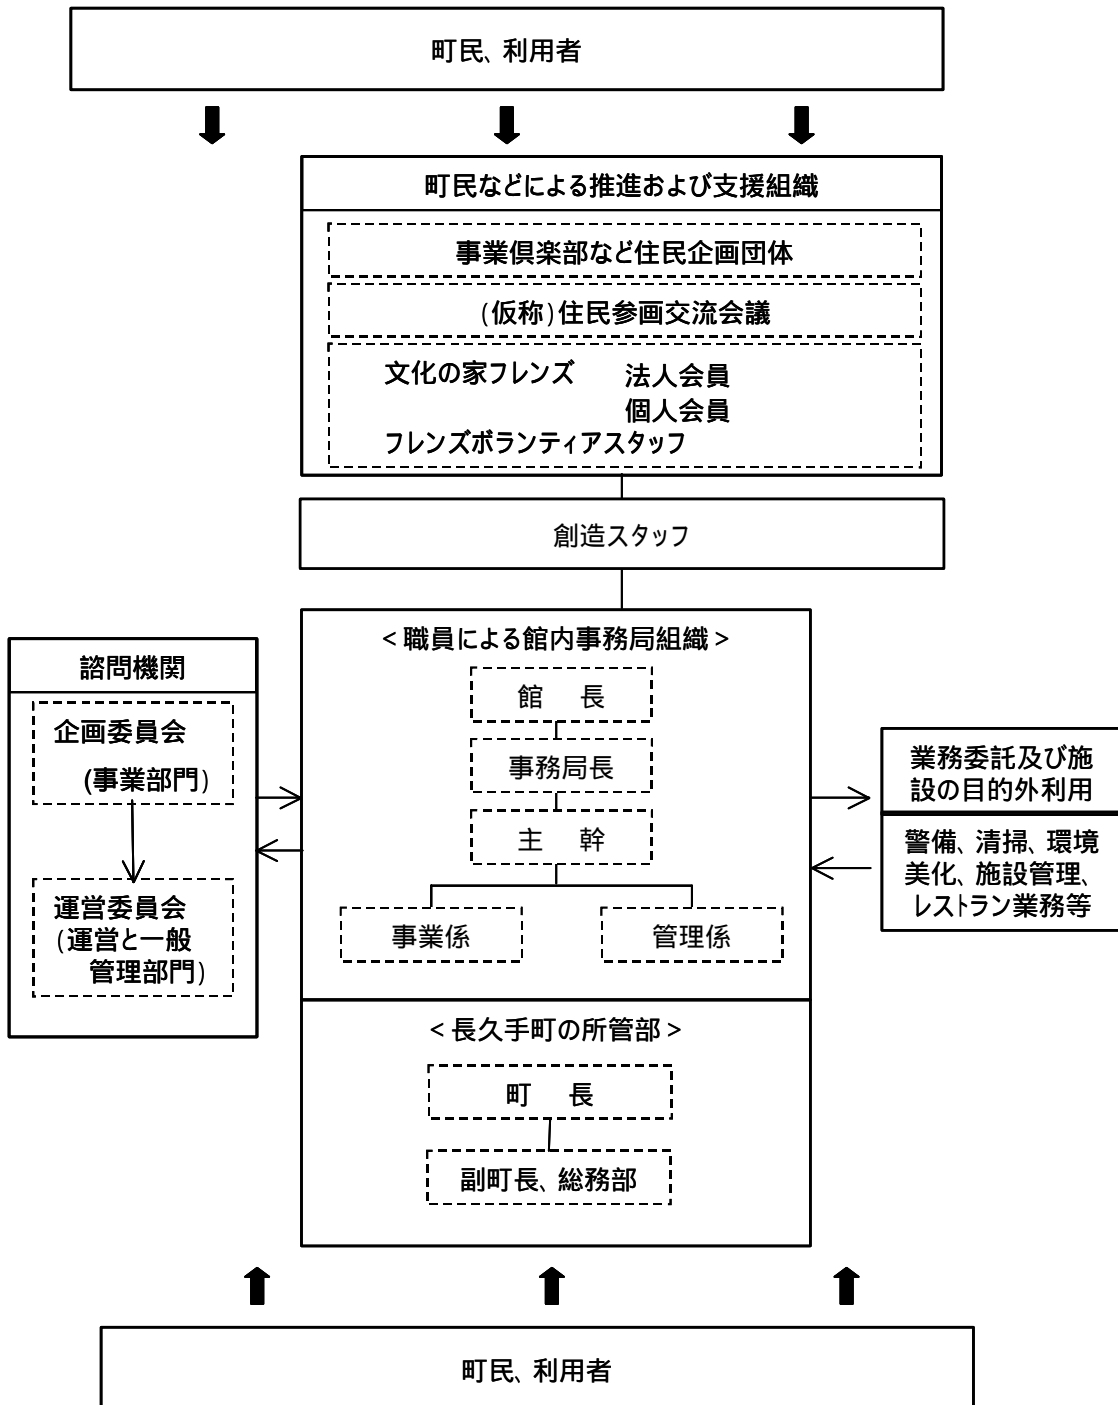 町民、利用者
町民などによる推進および支援組織
事業倶楽部など住民企画団体
(仮称)住民参画交流会議
文化の家フレンズ 法人会員
個人会員
フレンズボランティアスタッフ
創造スタッフ
<職員による館内事務局組織>
館 長
事務局長
主 幹
事業係
管理係
諮問機関
企画委員会
(事業部門)
運営委員会
(運営と一般
管理部門)
業務委託及び施
設の目的外利用
警備、清掃、環境
美化、施設管理、
レストラン業務等
<長久手町の所管部>
町 長
副町長、総務部
町民、利用者